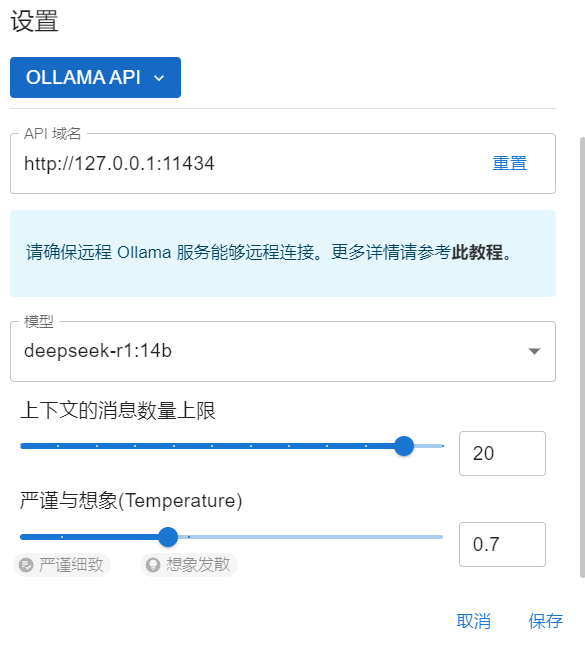 设置
OLLAMA API
API 域名
http://127.0.0.1:11434
重置
请确保远程 Ollama 服务能够远程连接。更多详情请参考此教程。
模型
deepseek-r1:14b
上下文的消息数量上限
20
严谨与想象(Temperature)
0.7
严谨细致
想象发散
取消
保存